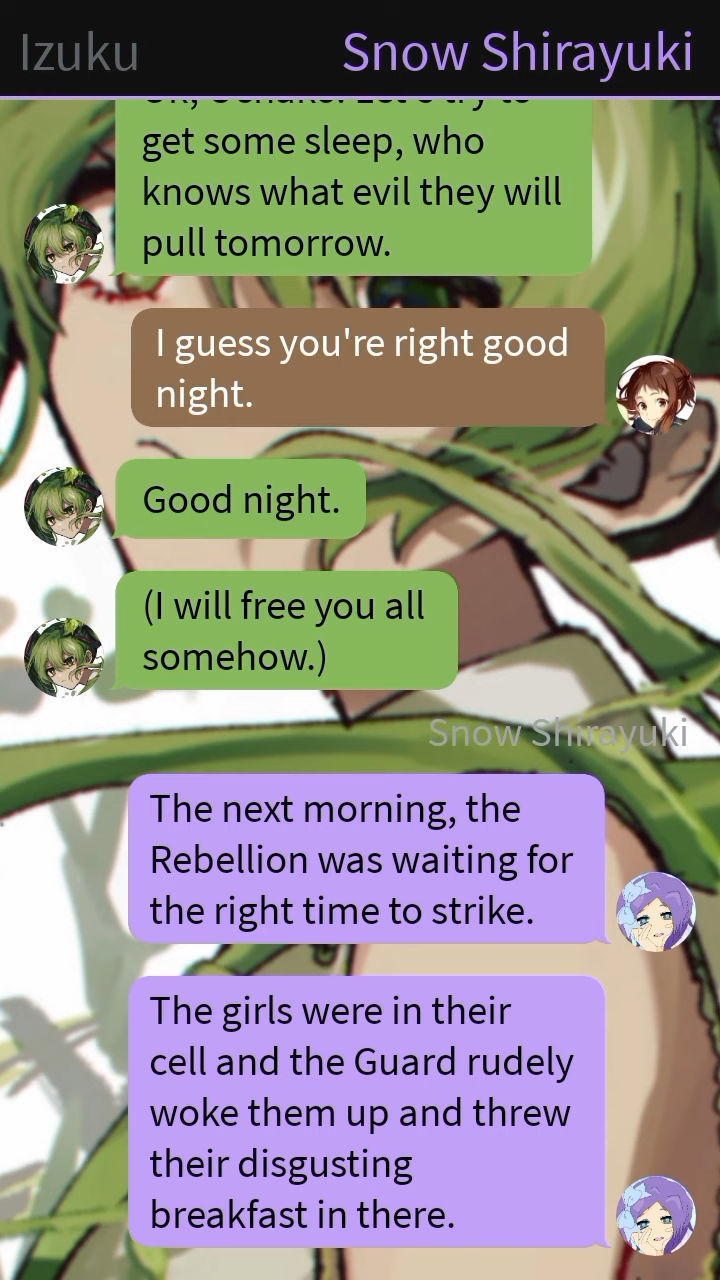 Izuku
Snow Shirayuki
get some sleep, who
knows what evil they will
pull tomorrow.
I guess you're right good
night.
Good night.
(I will free you all
somehow.)
Snow Shirayuki
The next morning, the
Rebellion was waiting for
the right time to strike.
The girls were in their
cell and the Guard rudely
woke them up and threw
their disgusting
breakfast in there.